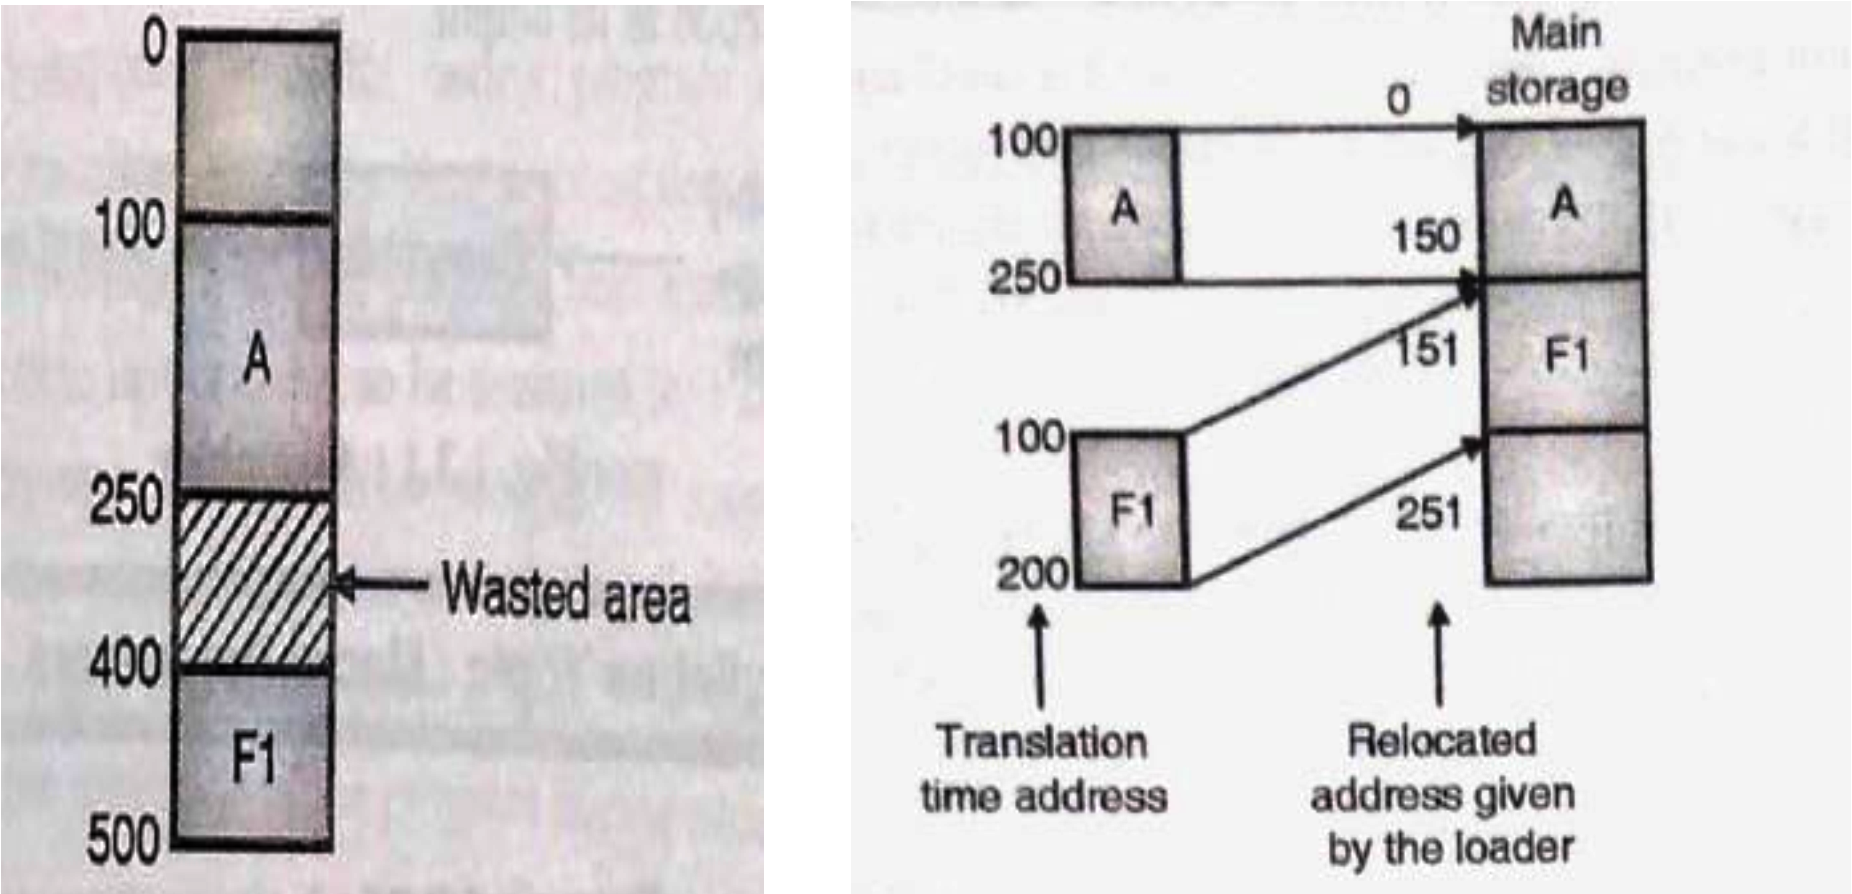 0
100
A
250
Wasted area
400
F1
500
Main
storage
0
100
A
A
150
250
151
F1
100
F1
251
200
Translation
time address
Relocated
address given
by the loader